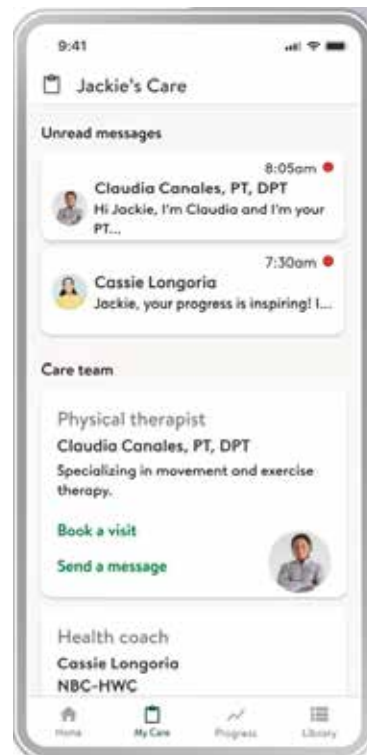 9:41
Jackie's Care
Unread messages
8:05am
Claudia Canales, PT, DPT
Hi Jackie, I'm Claudia and I'm your
PT...
7:30am
Cassie Longoria
Jackie, your progress is inspiring! I...
Care team
Physical therapist
Claudia Canales, PT, DPT
Specializing in movement and exercise
therapy.
Book a visit
Send a message
Health coach
Cassie Longoria
NBC-HWC
Home
My Care
Progress
Library